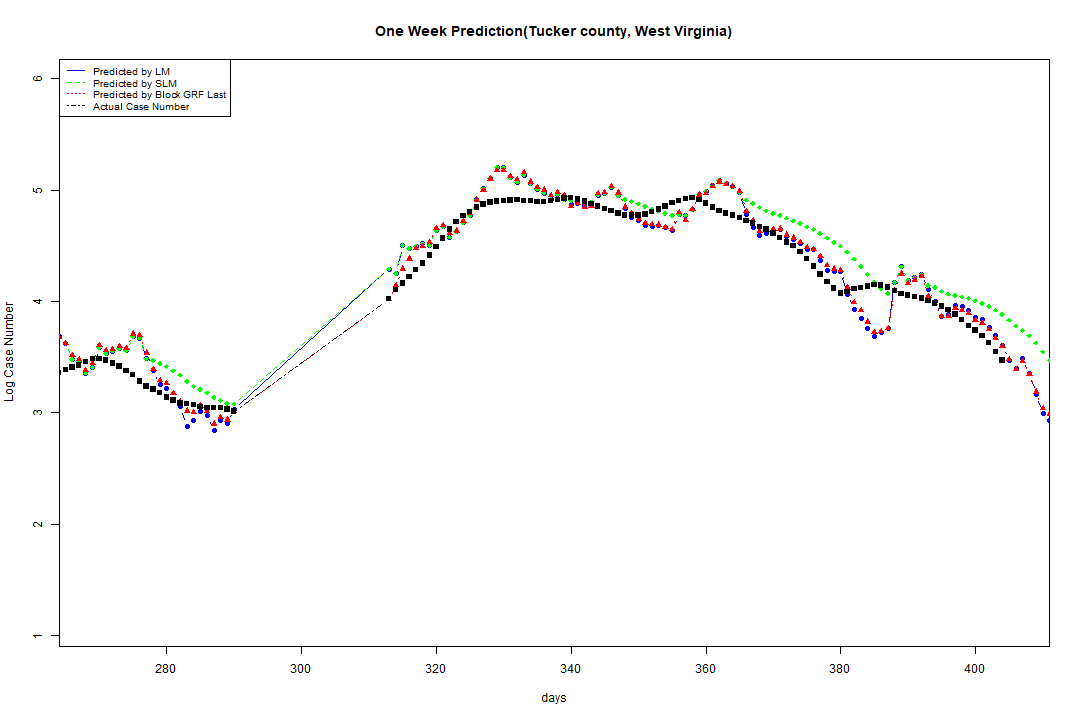 One Week Prediction(Tucker county, West Virginia)
Predicted by LM
Predicted by SLM
Predicted by Block GRF Last
Actual Case Number
6
5
4
3
2
1
Log Case Number
280 300 320 340 360 380 400
days